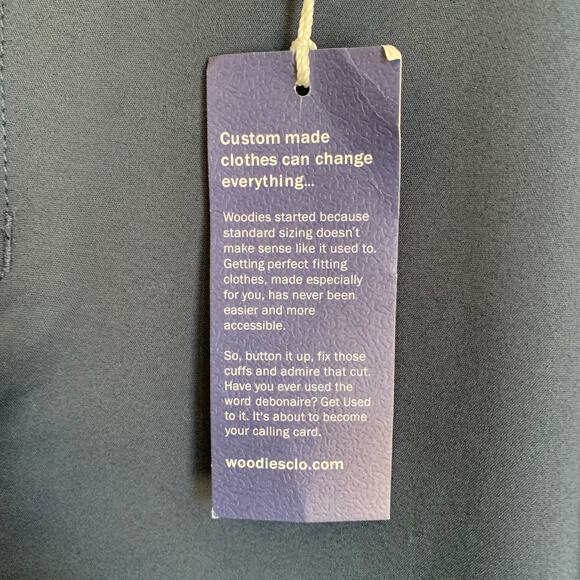 Custom made
clothes can change
everything...
Woodies started because
standard sizing doesn't
make sense like it used to.
Getting perfect fitting
clothes, made especially
for you, has never been
easier and more
accessible.
So, button it up, fix those
cuffs and admire that cut.
Have you ever used the
word debonaire? Get Used
to it. It's about to become
your calling card.
woodiesclo.com